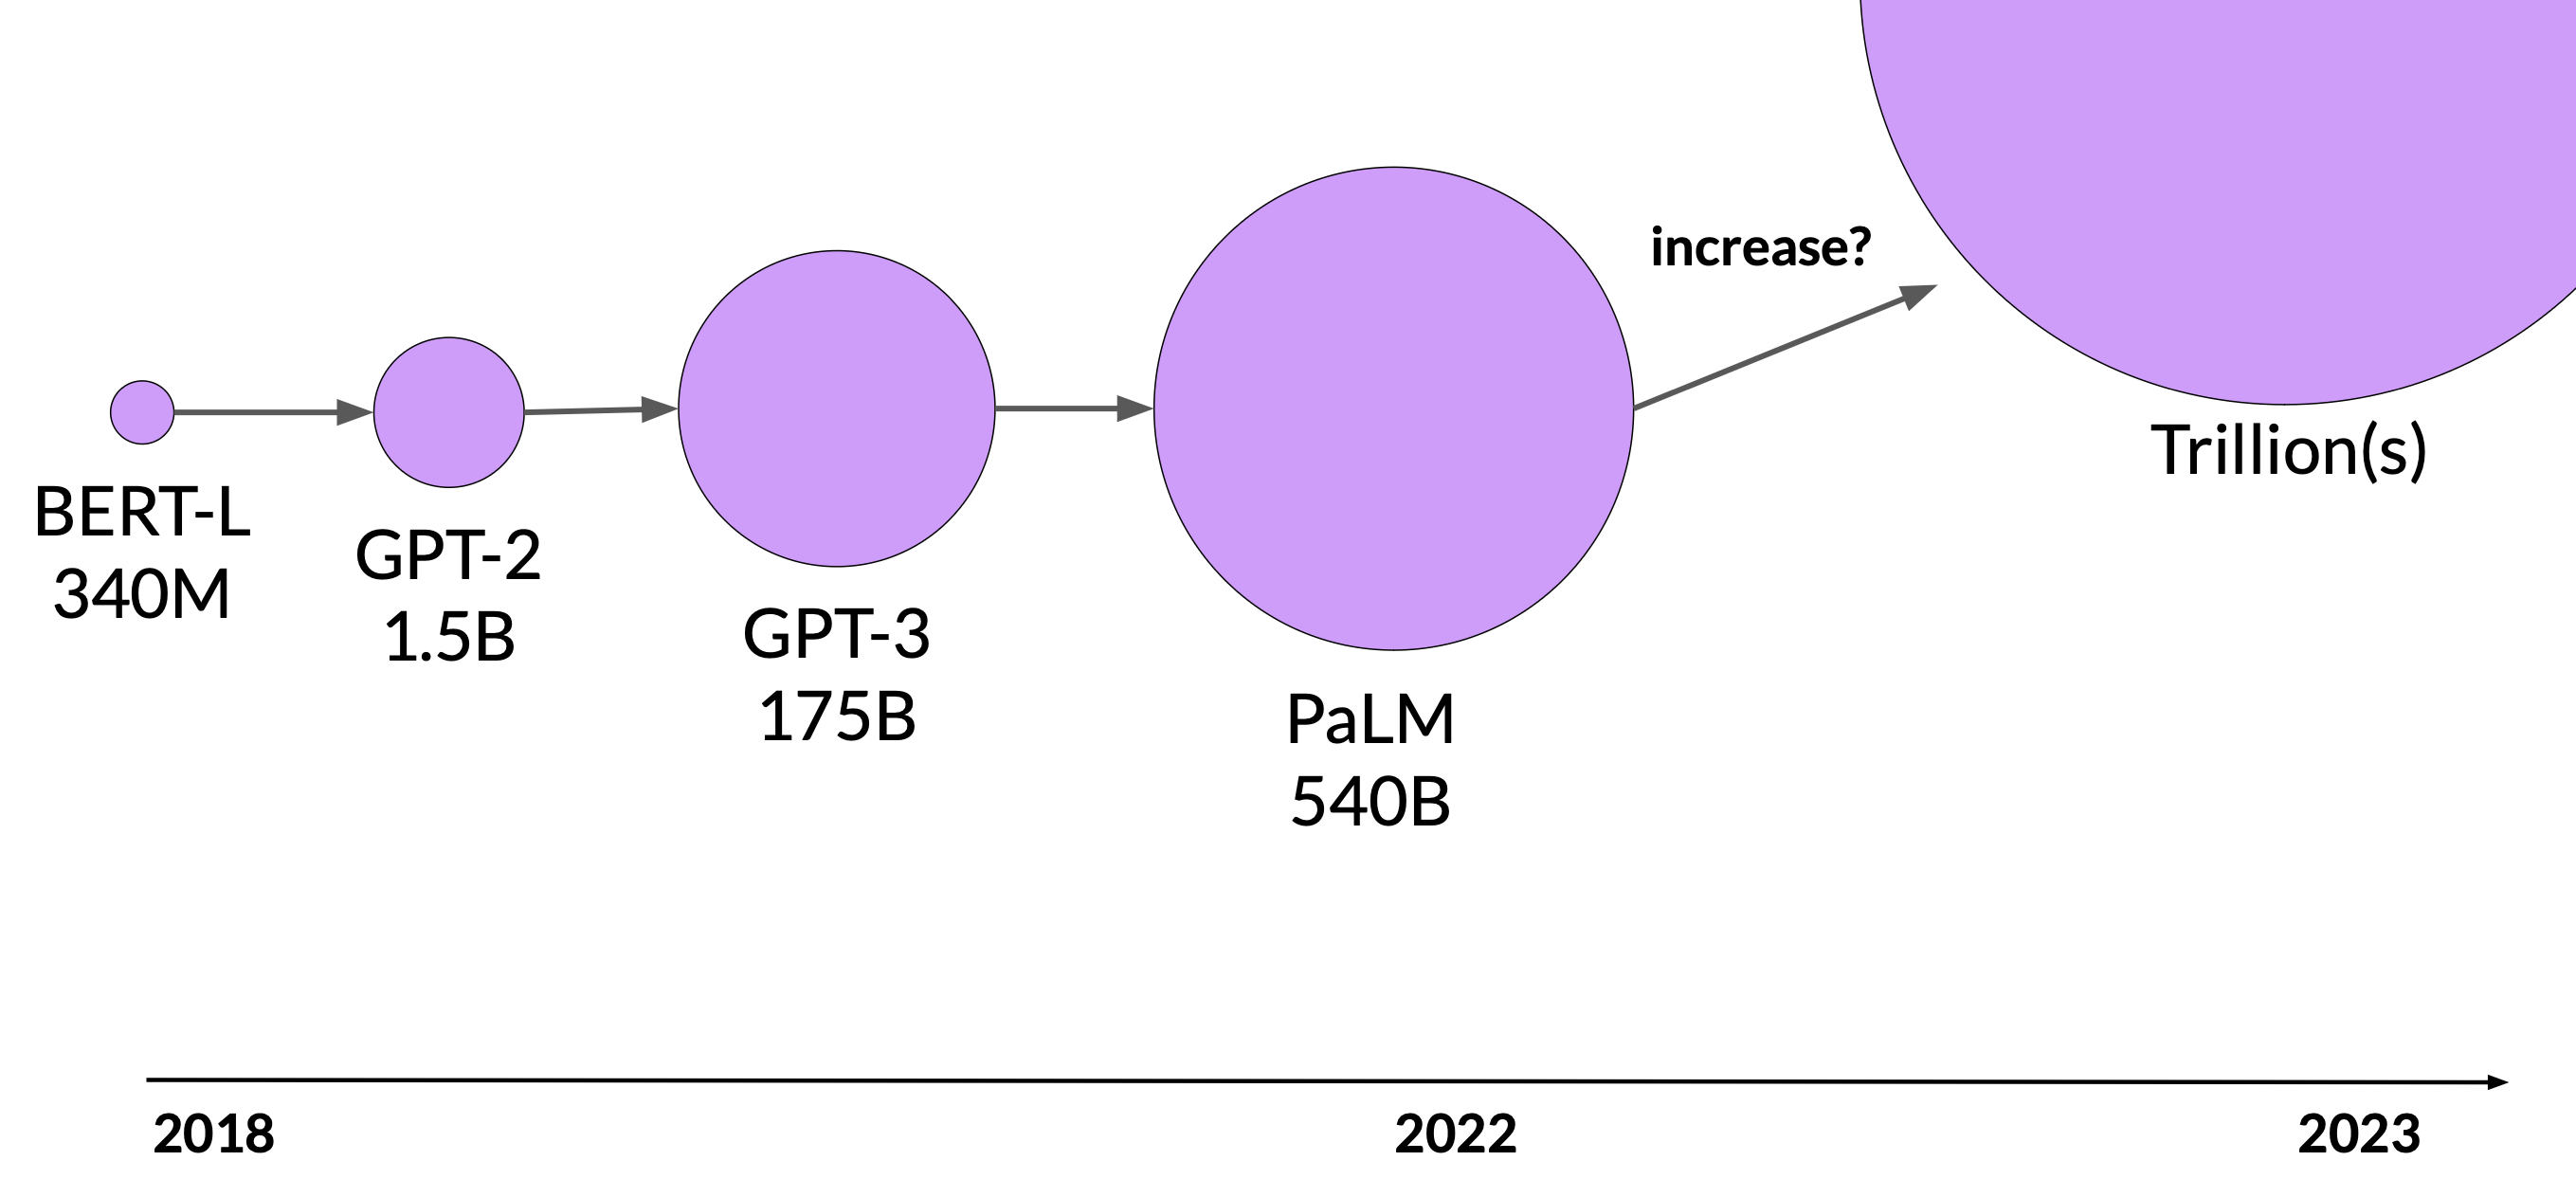 BERT-L
340M
GPT-2
1.5B
GPT-3
175B
PaLM
540B
increase?
Trillion(s)
2018
2022
2023